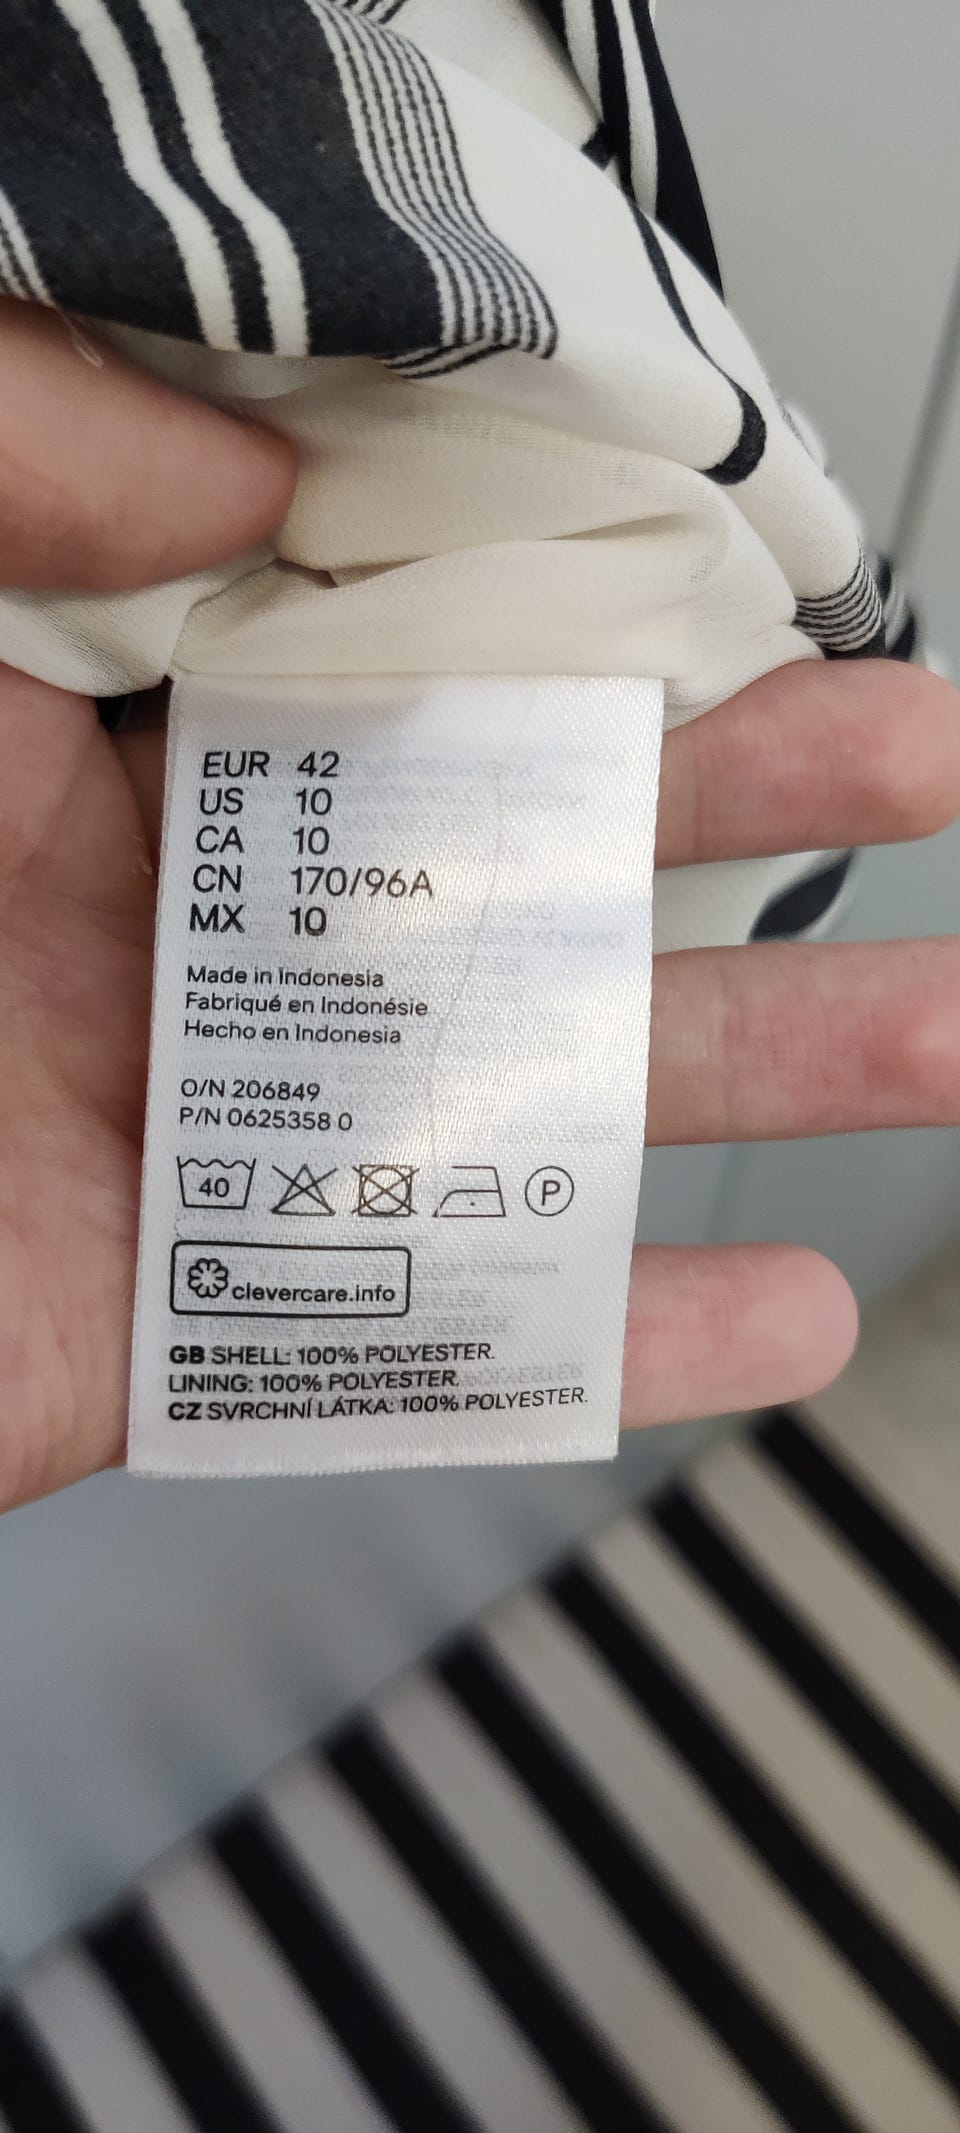 EUR 42
US 10
CA 10
CN 170/96A
MX 10
Made in Indonesia
Fabriqué en Indonésie
Hecho en Indonesia
O/N 206849
P/N 0625358 0
40
P
clevercare.info
GB SHELL: 100% POLYESTER.
LINING: 100% POLYESTER.
CZ SVRCHNÍ LÁTKA: 100% POLYESTER.